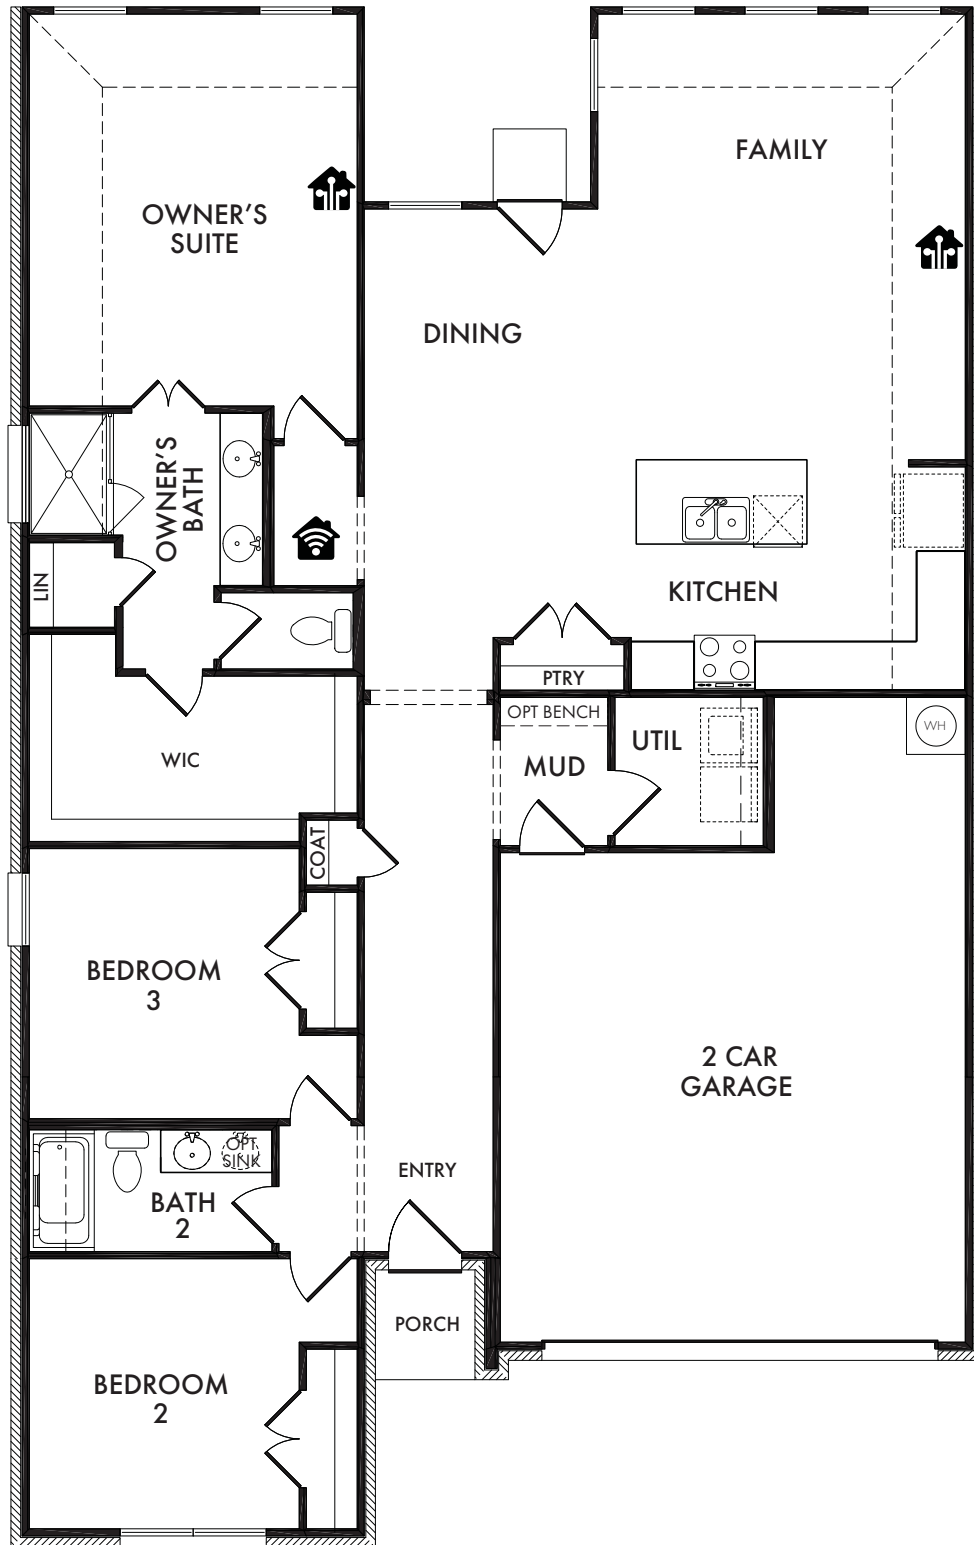 FAMILY
OWNER'S
SUITE
DINING
OWNER'S
BATH
LIN
KITCHEN
PTRY
OPT BENCH
WH
UTIL
MUD
WIC
COAT
BEDROOM
3
2 CAR
GARAGE
OPT
SINK
ENTRY
BATH
2
PORCH
BEDROOM
2